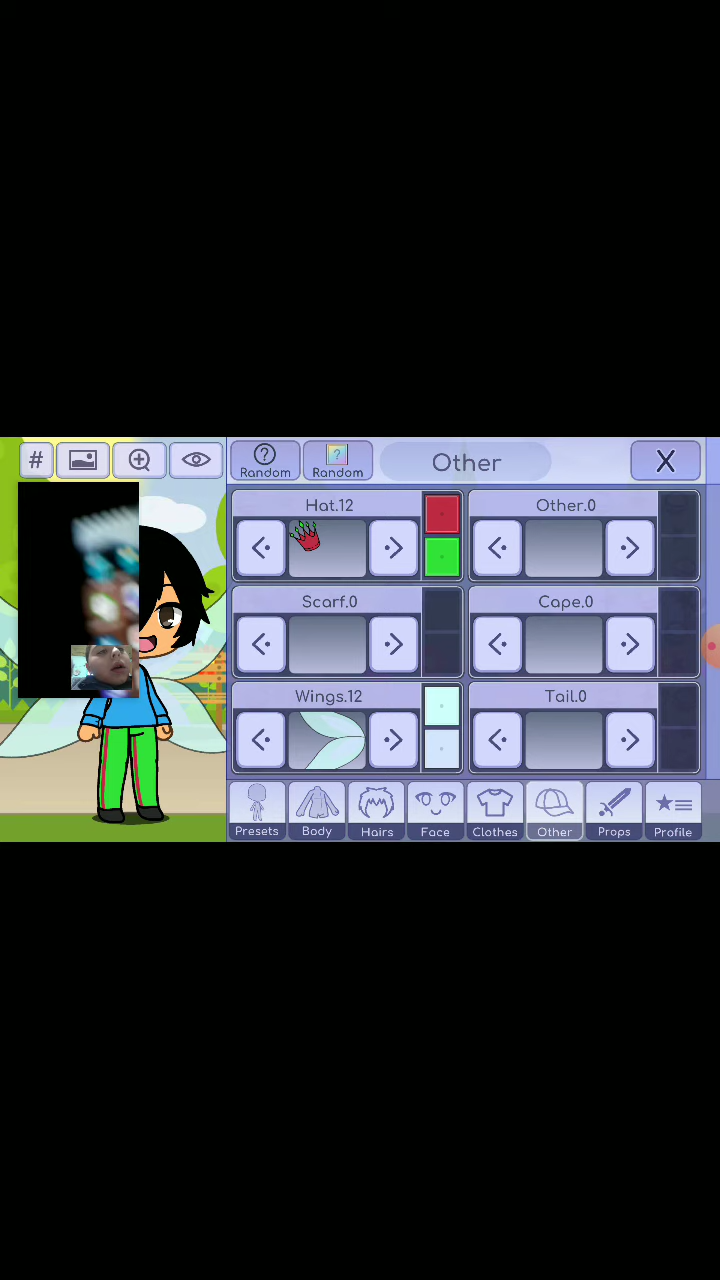 #
?
Random
?
Random
Other
X
Hat.12
Other.0
Scarf.0
Cape.0
Wings.12
Tail.0
Presets
Body
Hairs
Face
Clothes
Other
Props
Profile